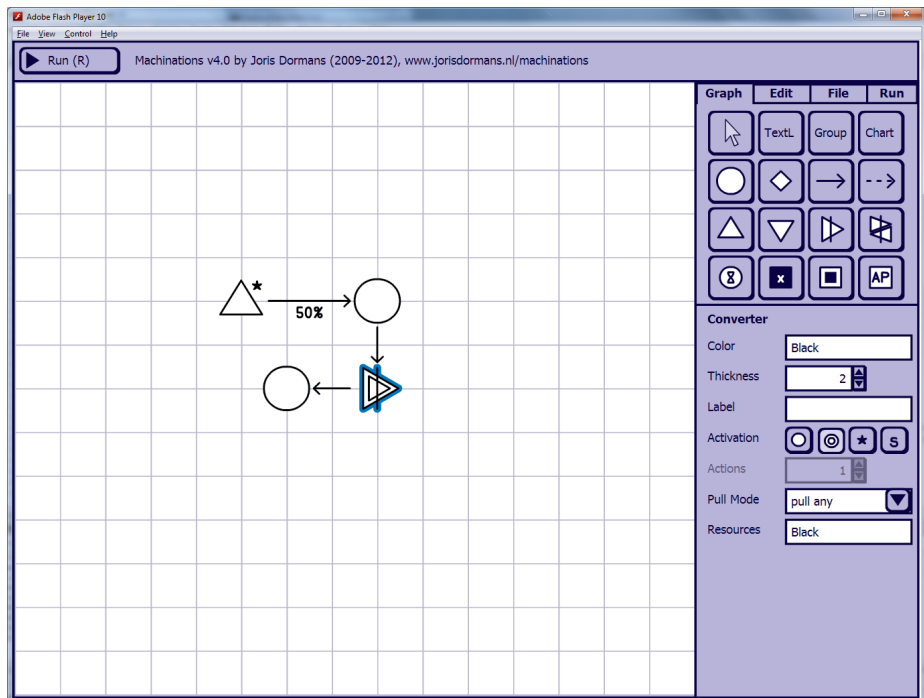 Adobe Flash Player 10
File View Control Help
Run (R) Machinations v4.0 by Joris Dormans (2009-2012), www.jorisdormans.nl/machinations
Graph Edit File Run
TextL Group Chart
x AP
50%
Converter
Color Black
Thickness 2
Label
Activation S
Actions 1
Pull Mode pull any
Resources Black